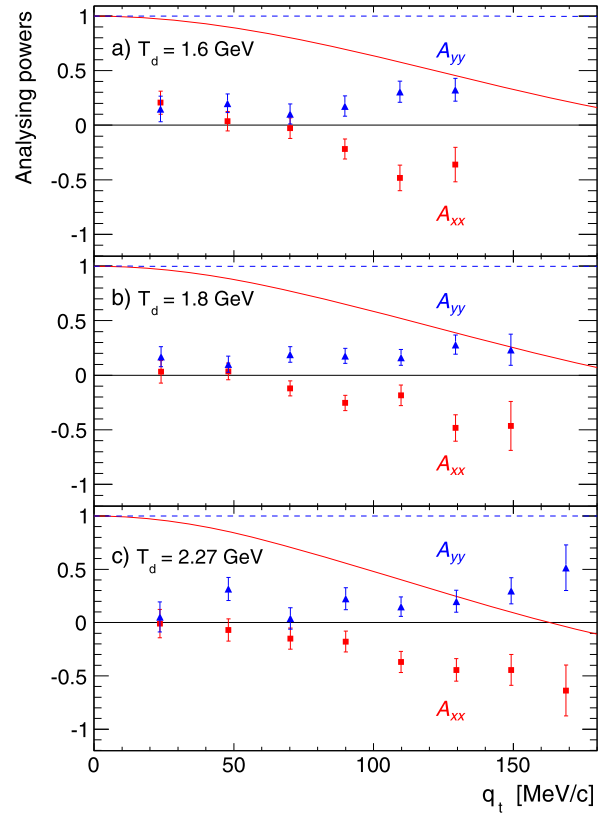 Analysing powers
1
0.5
0
-0.5
-1
a) T_d = 1.6 GeV
A_yy
A_xx
1
0.5
0
-0.5
-1
b) T_d = 1.8 GeV
A_yy
A_xx
1
0.5
0
-0.5
-1
c) T_d = 2.27 GeV
A_yy
A_xx
0 50 100 150
q_t [MeV/c]